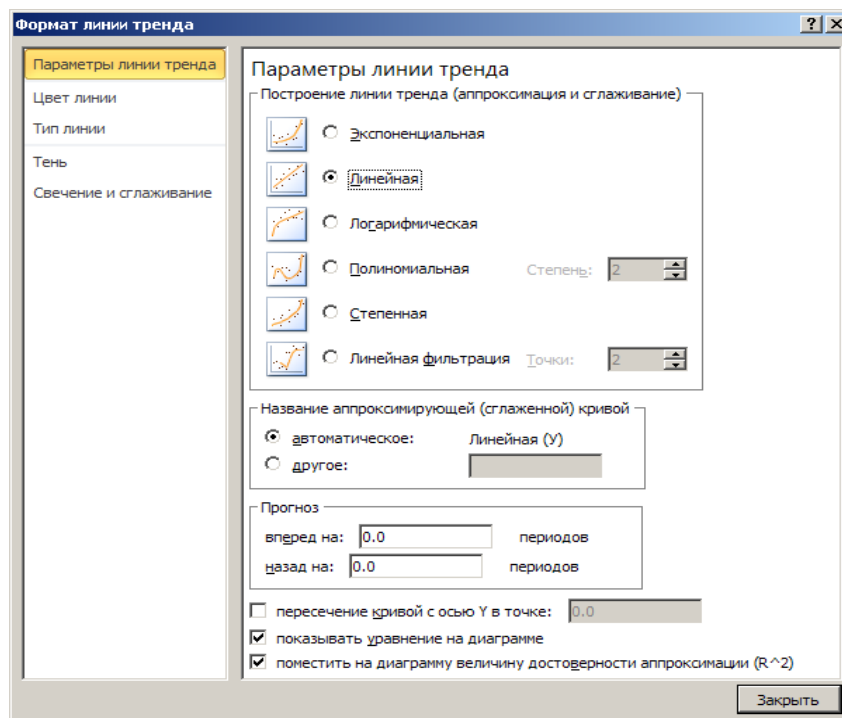 Формат линии тренда
Параметры линии тренда
Цвет линии
Тип линии
Тень
Свечение и сглаживание
Параметры линии тренда
Построение линии тренда (аппроксимация и сглаживание)
Экспоненциальная
Линейная
Логарифмическая
Полиномиальная Степень: 2
Степенная
Линейная фильтрация Точки: 2
Название аппроксимирующей (сглаженной) кривой
автоматическое: Линейная (У)
другое:
Прогноз
вперед на: 0.0 периодов
назад на: 0.0 периодов
пересечение кривой с осью Y в точке: 0.0
показывать уравнение на диаграмме
поместить на диаграмму величину достоверности аппроксимации (R^2)
Закрыть